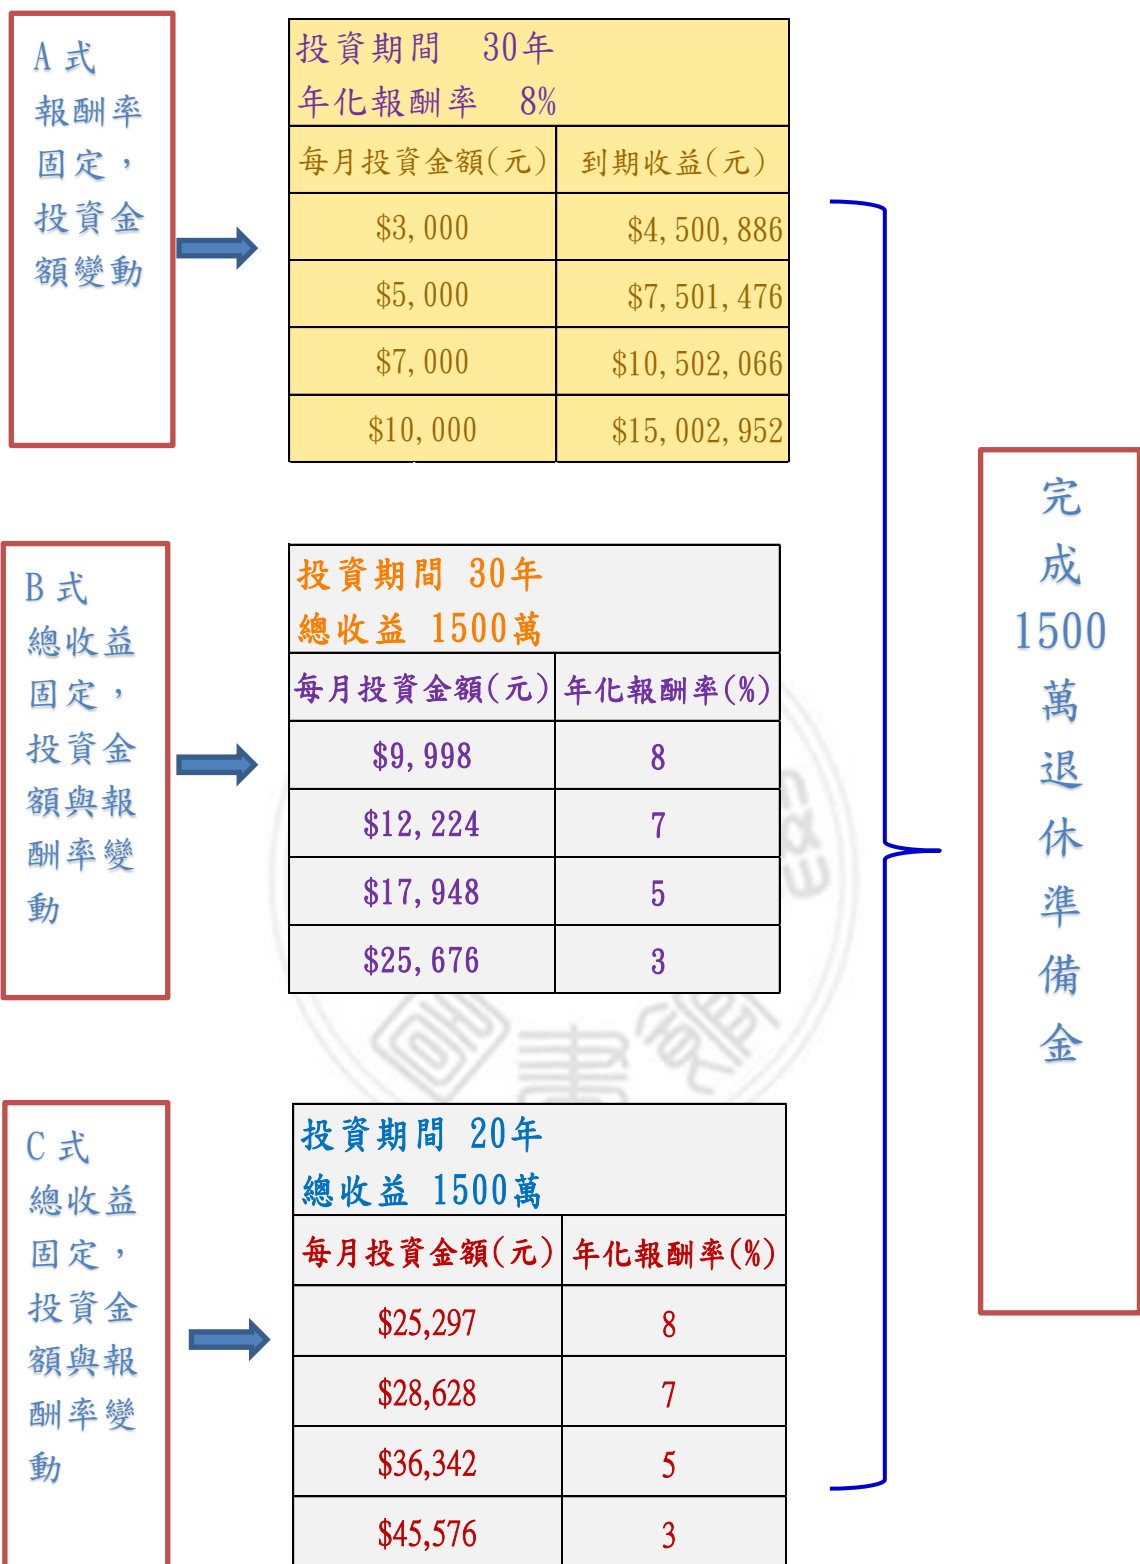 A 式
報酬率
固定，
投資金
額變動
投資期間 30年
年化報酬率 8%
每月投資金額(元) 到期收益(元)
$3,000 $4,500,886
$5,000 $7,501,476
$7,000 $10,502,066
$10,000 $15,002,952
B 式
總收益
固定，
投資金
額與報
酬率變
動
投資期間 30年
總收益 1500萬
每月投資金額(元) 年化報酬率(%)
$9,998 8
$12,224 7
$17,948 5
$25,676 3
C 式
總收益
固定，
投資金
額與報
酬率變
動
投資期間 20年
總收益 1500萬
每月投資金額(元) 年化報酬率(%)
$25,297 8
$28,628 7
$36,342 5
$45,576 3
完
成
1500
萬
退
休
準
備
金